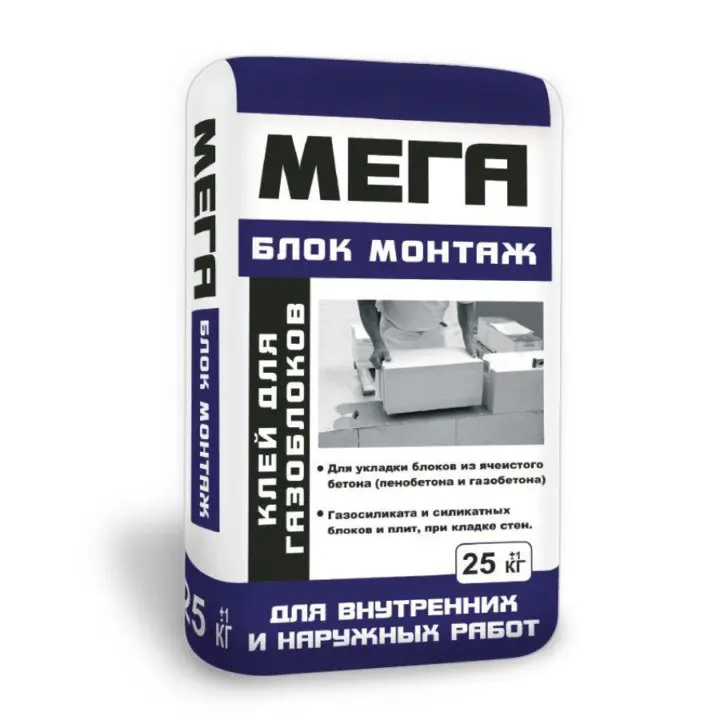 МЕГА
БЛОК МОНТАЖ
КЛЕЙ ДЛЯ
ГАЗОБЛОКОВ
• Для укладки блоков из ячеистого
бетона (пенобетона и газобетона)
• Газосиликата и силикатных
блоков и плит, при кладке стен.
25 ±1 КГ
ДЛЯ ВНУТРЕННИХ
И НАРУЖНЫХ РАБОТ
МЕГА
БЛОК МОНТАЖ
25 ±1 КГ